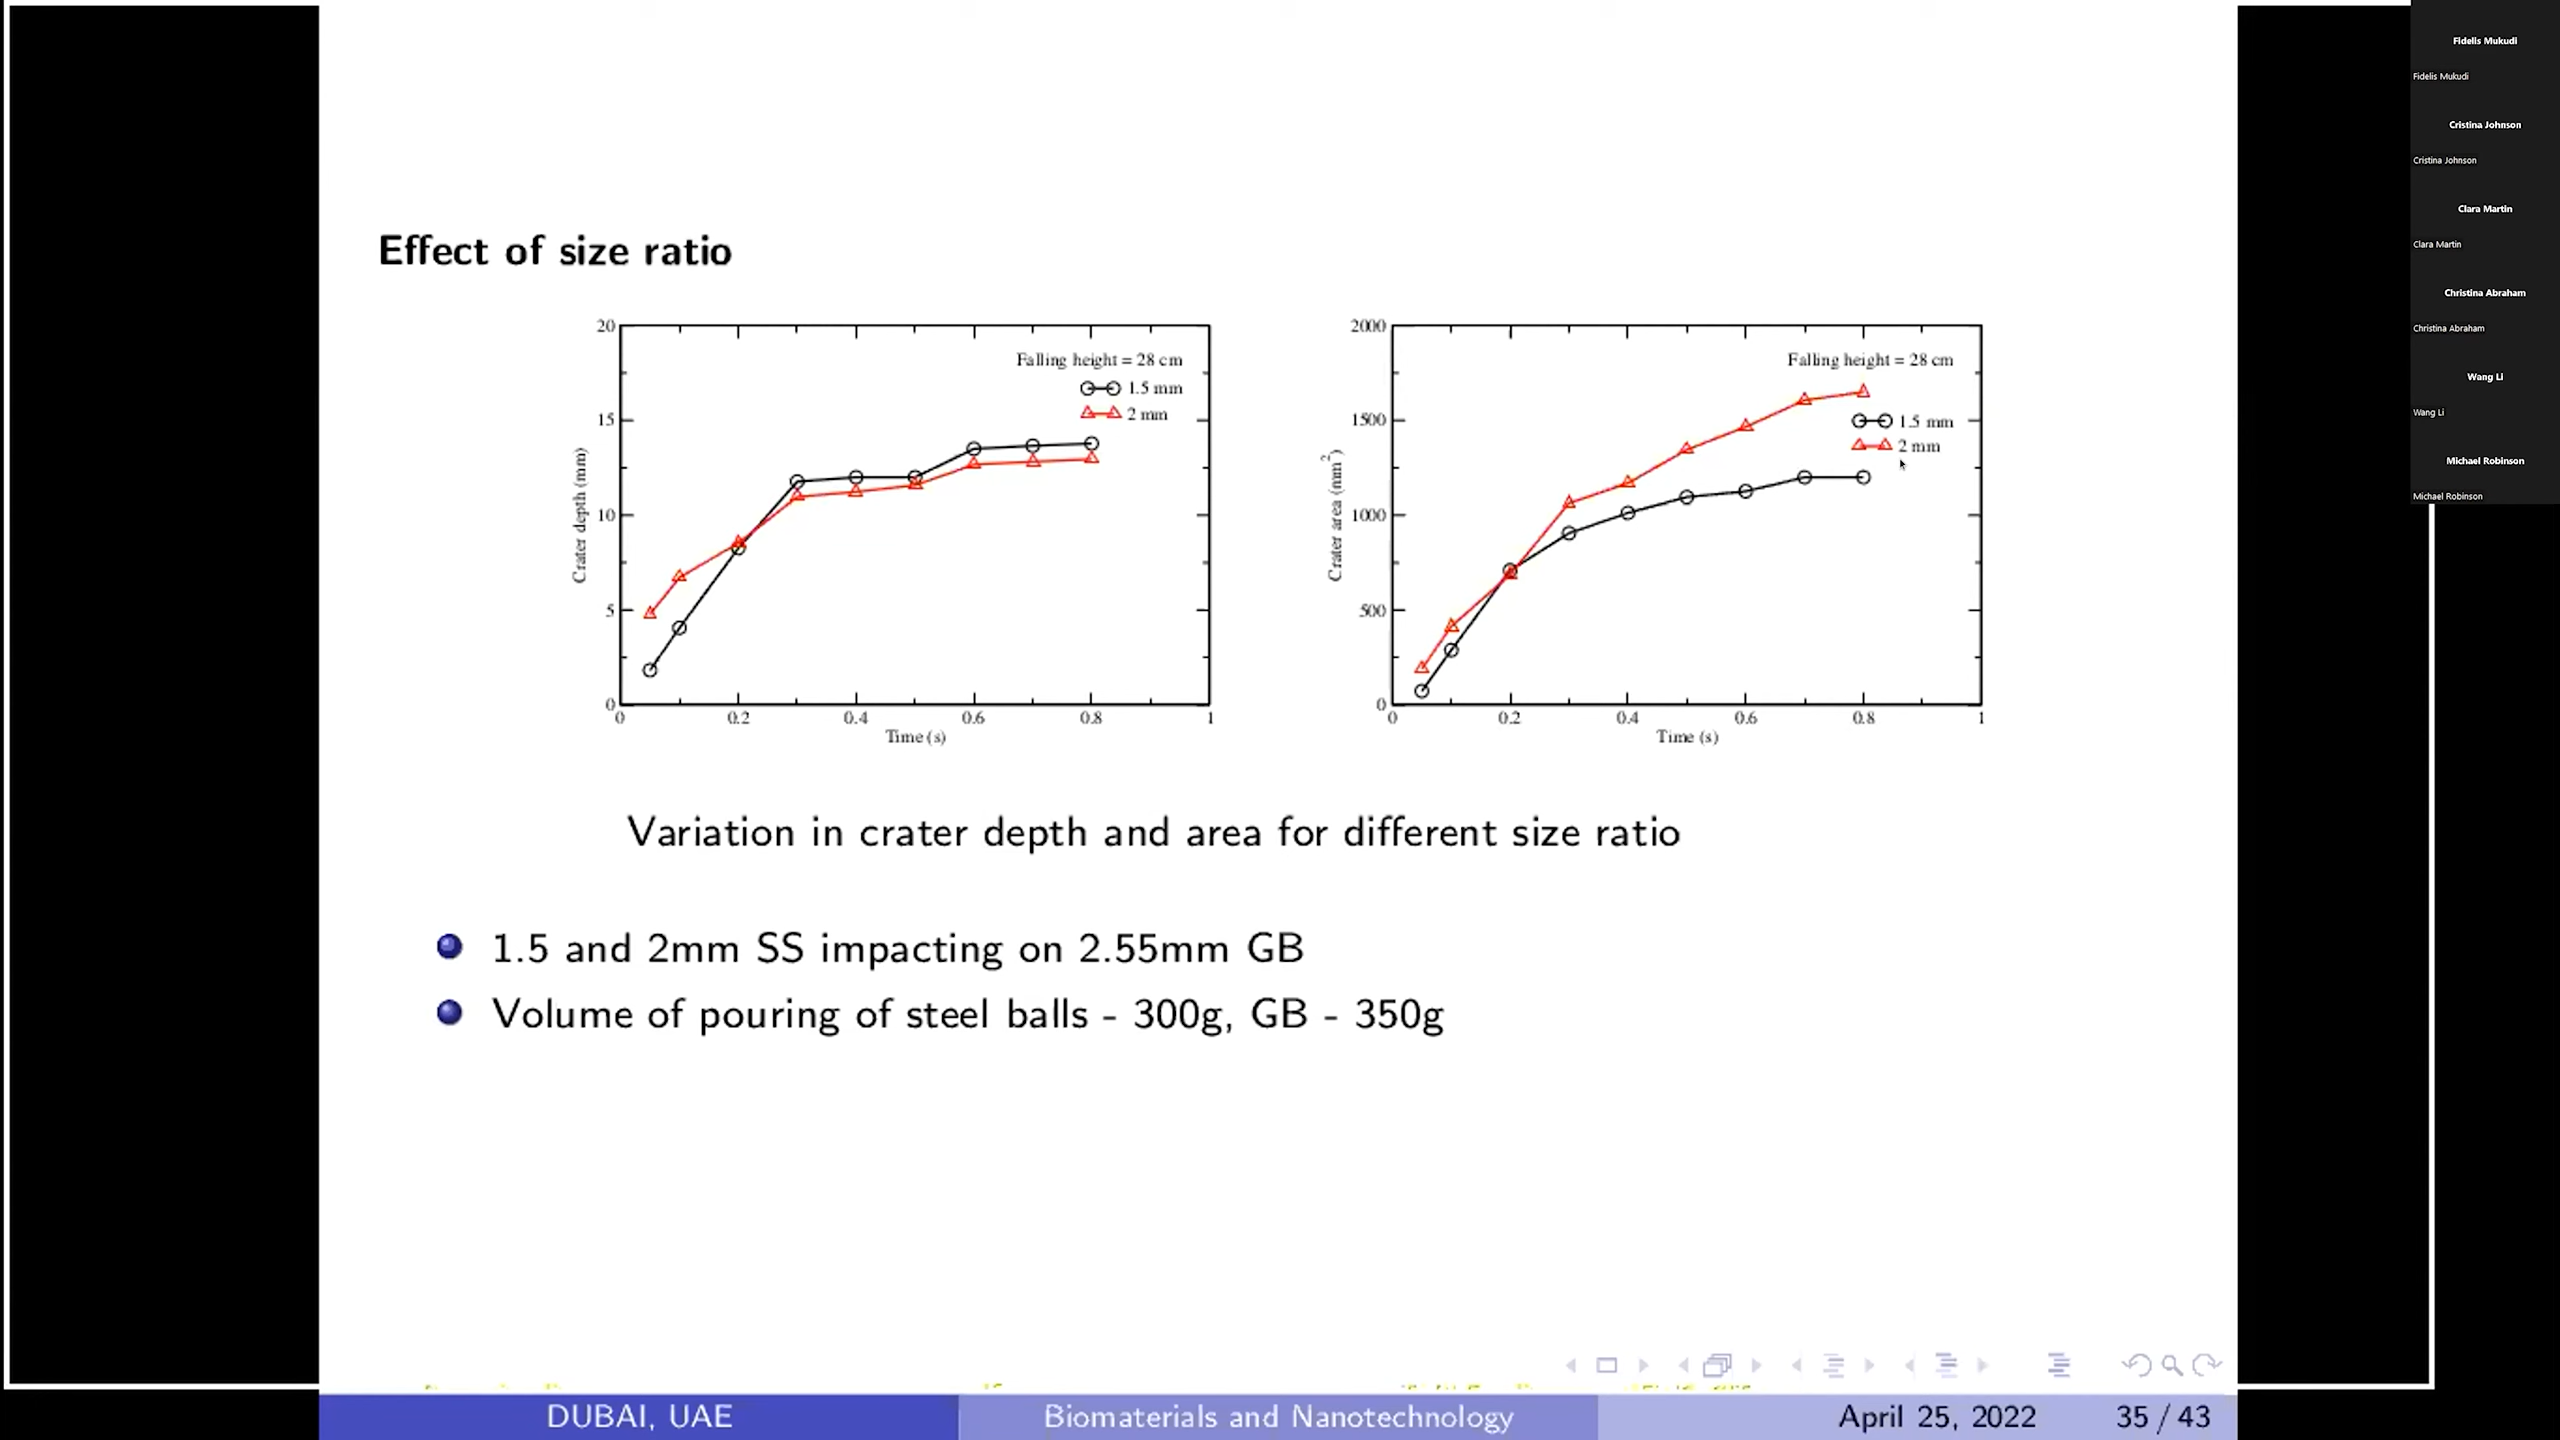 Effect of size ratio
20
15
10
5
0
Crater depth (mm)
Falling height = 28 cm
1.5 mm
2 mm
0 0.2 0.4 0.6 0.8 1
Time (s)
2000
1500
1000
500
0
Crater area (mm²)
Falling height = 28 cm
1.5 mm
2 mm
0 0.2 0.4 0.6 0.8 1
Time (s)
Variation in crater depth and area for different size ratio
1.5 and 2mm SS impacting on 2.55mm GB
Volume of pouring of steel balls - 300g, GB - 350g
DUBAI, UAE
Biomaterials and Nanotechnology
April 25, 2022
35 / 43
Fidelis Mukudi
Fidelis Mukudi
Cristina Johnson
Cristina Johnson
Clara Martin
Clara Martin
Christina Abraham
Christina Abraham
Wang Li
Wang Li
Michael Robinson
Michael Robinson